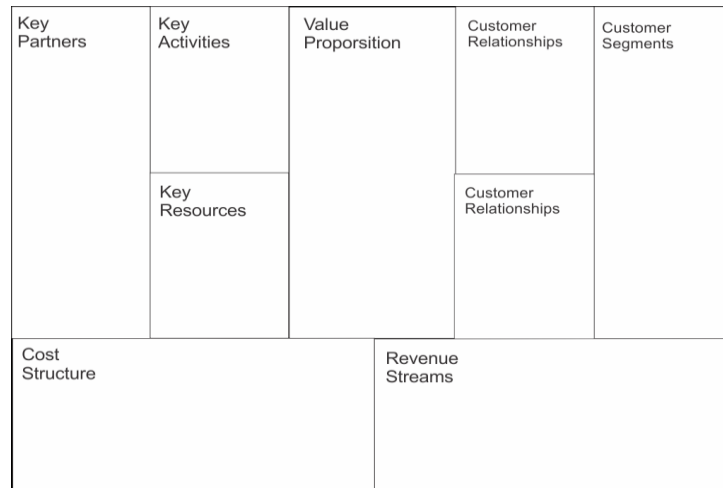 Key
Partners
Key
Activities
Value
Proporsition
Customer
Relationships
Customer
Segments
Key
Resources
Customer
Relationships
Cost
Structure
Revenue
Streams